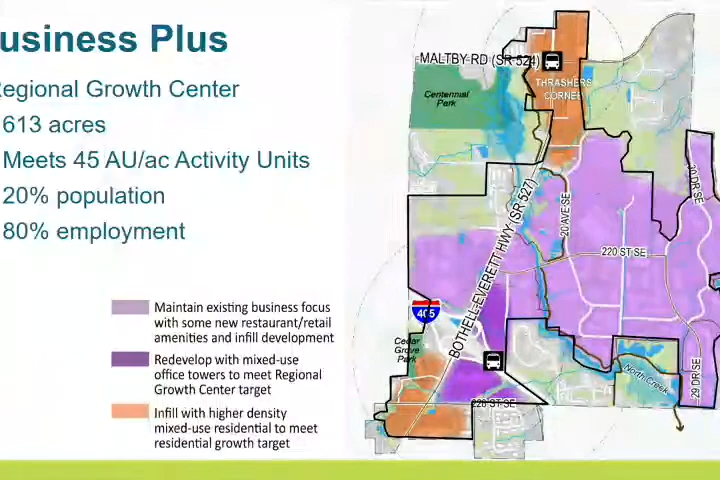 usiness Plus
Regional Growth Center
613 acres
Meets 45 AU/ac Activity Units
20% population
80% employment
Maintain existing business focus
with some new restaurant/retail
amenities and infill development
Redevelop with mixed-use
office towers to meet Regional
Growth Center target
Infill with higher density
mixed-use residential to meet
residential growth target
MALTBY RD (SR 524)
THRASHERS
CORNER
Centennial
Park
BOTHELL-EVERETT HWY (SR 527)
20 AVE SE
20 DR SE
220 ST SE
405
Cedar
Grove
Park
228 ST SE
North Creek
29 DR SE